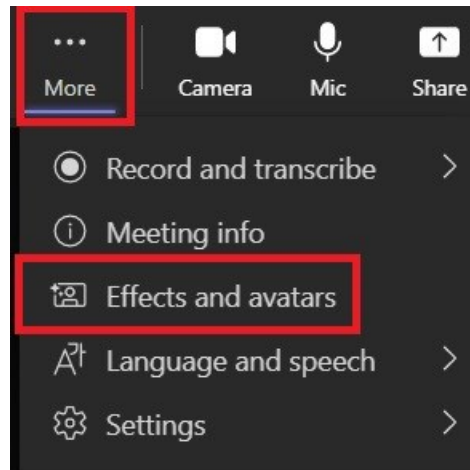 More
Camera
Mic
Share
Record and transcribe
Meeting info
Effects and avatars
Language and speech
Settings